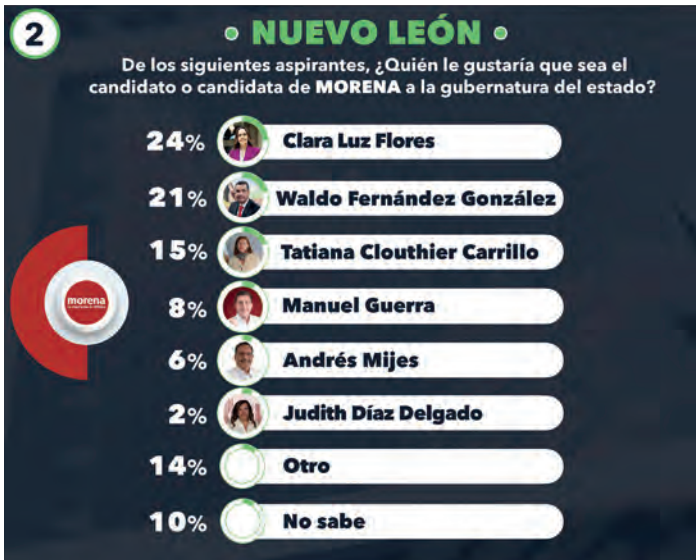 2
• NUEVO LEÓN •
De los siguientes aspirantes, ¿Quién le gustaría que sea el
candidato o candidata de MORENA a la gubernatura del estado?
24% Clara Luz Flores
21% Waldo Fernández González
15% Tatiana Clouthier Carrillo
morena
8% Manuel Guerra
6% Andrés Mijes
2% Judith Díaz Delgado
14% Otro
10% No sabe